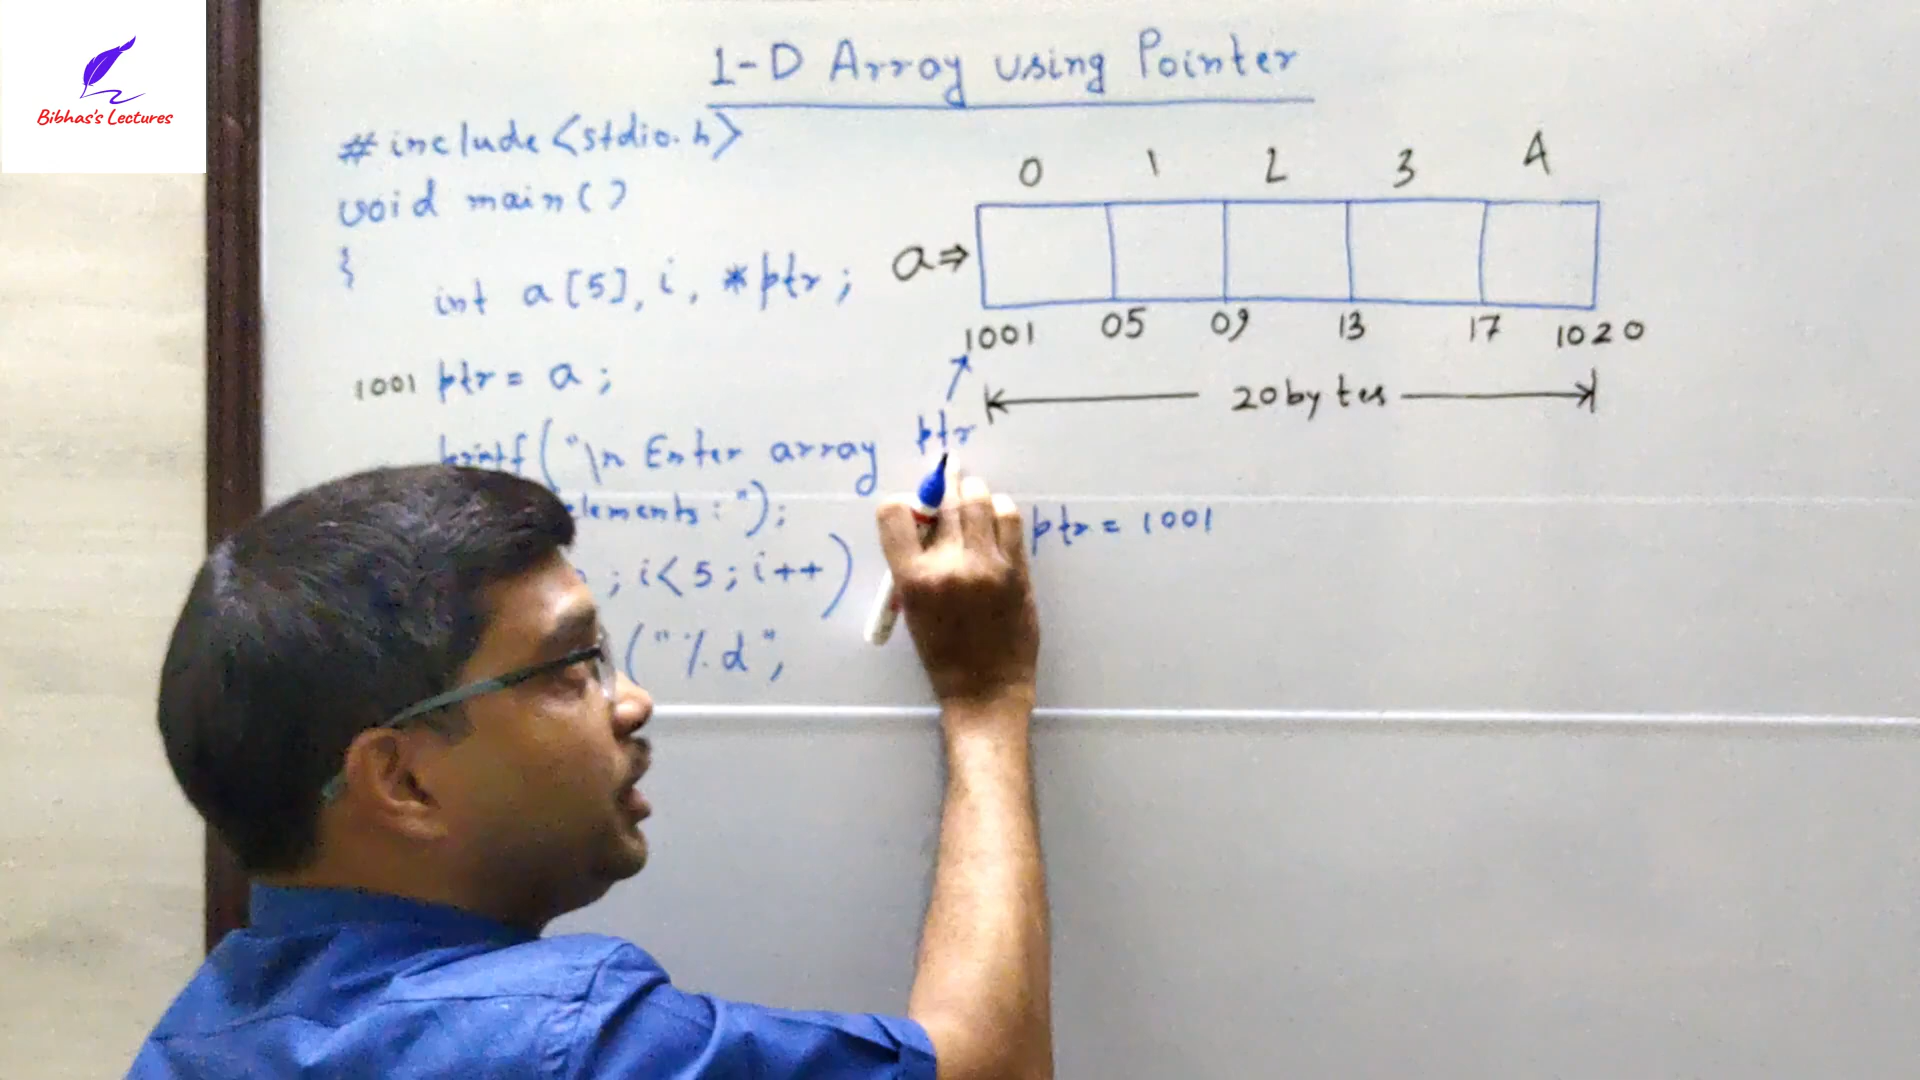 Bibhas's Lectures
1-D Array using Pointer
#include<stdio.h>
void main()
{
int a[5], i, *ptr;
1001 ptr = a;
printf("\n Enter array
elements:");
; i<5; i++)
("%d",
0 1 2 3 4
a⇒
1001 05 09 13 17 1020
20bytes
ptr
ptr = 1001